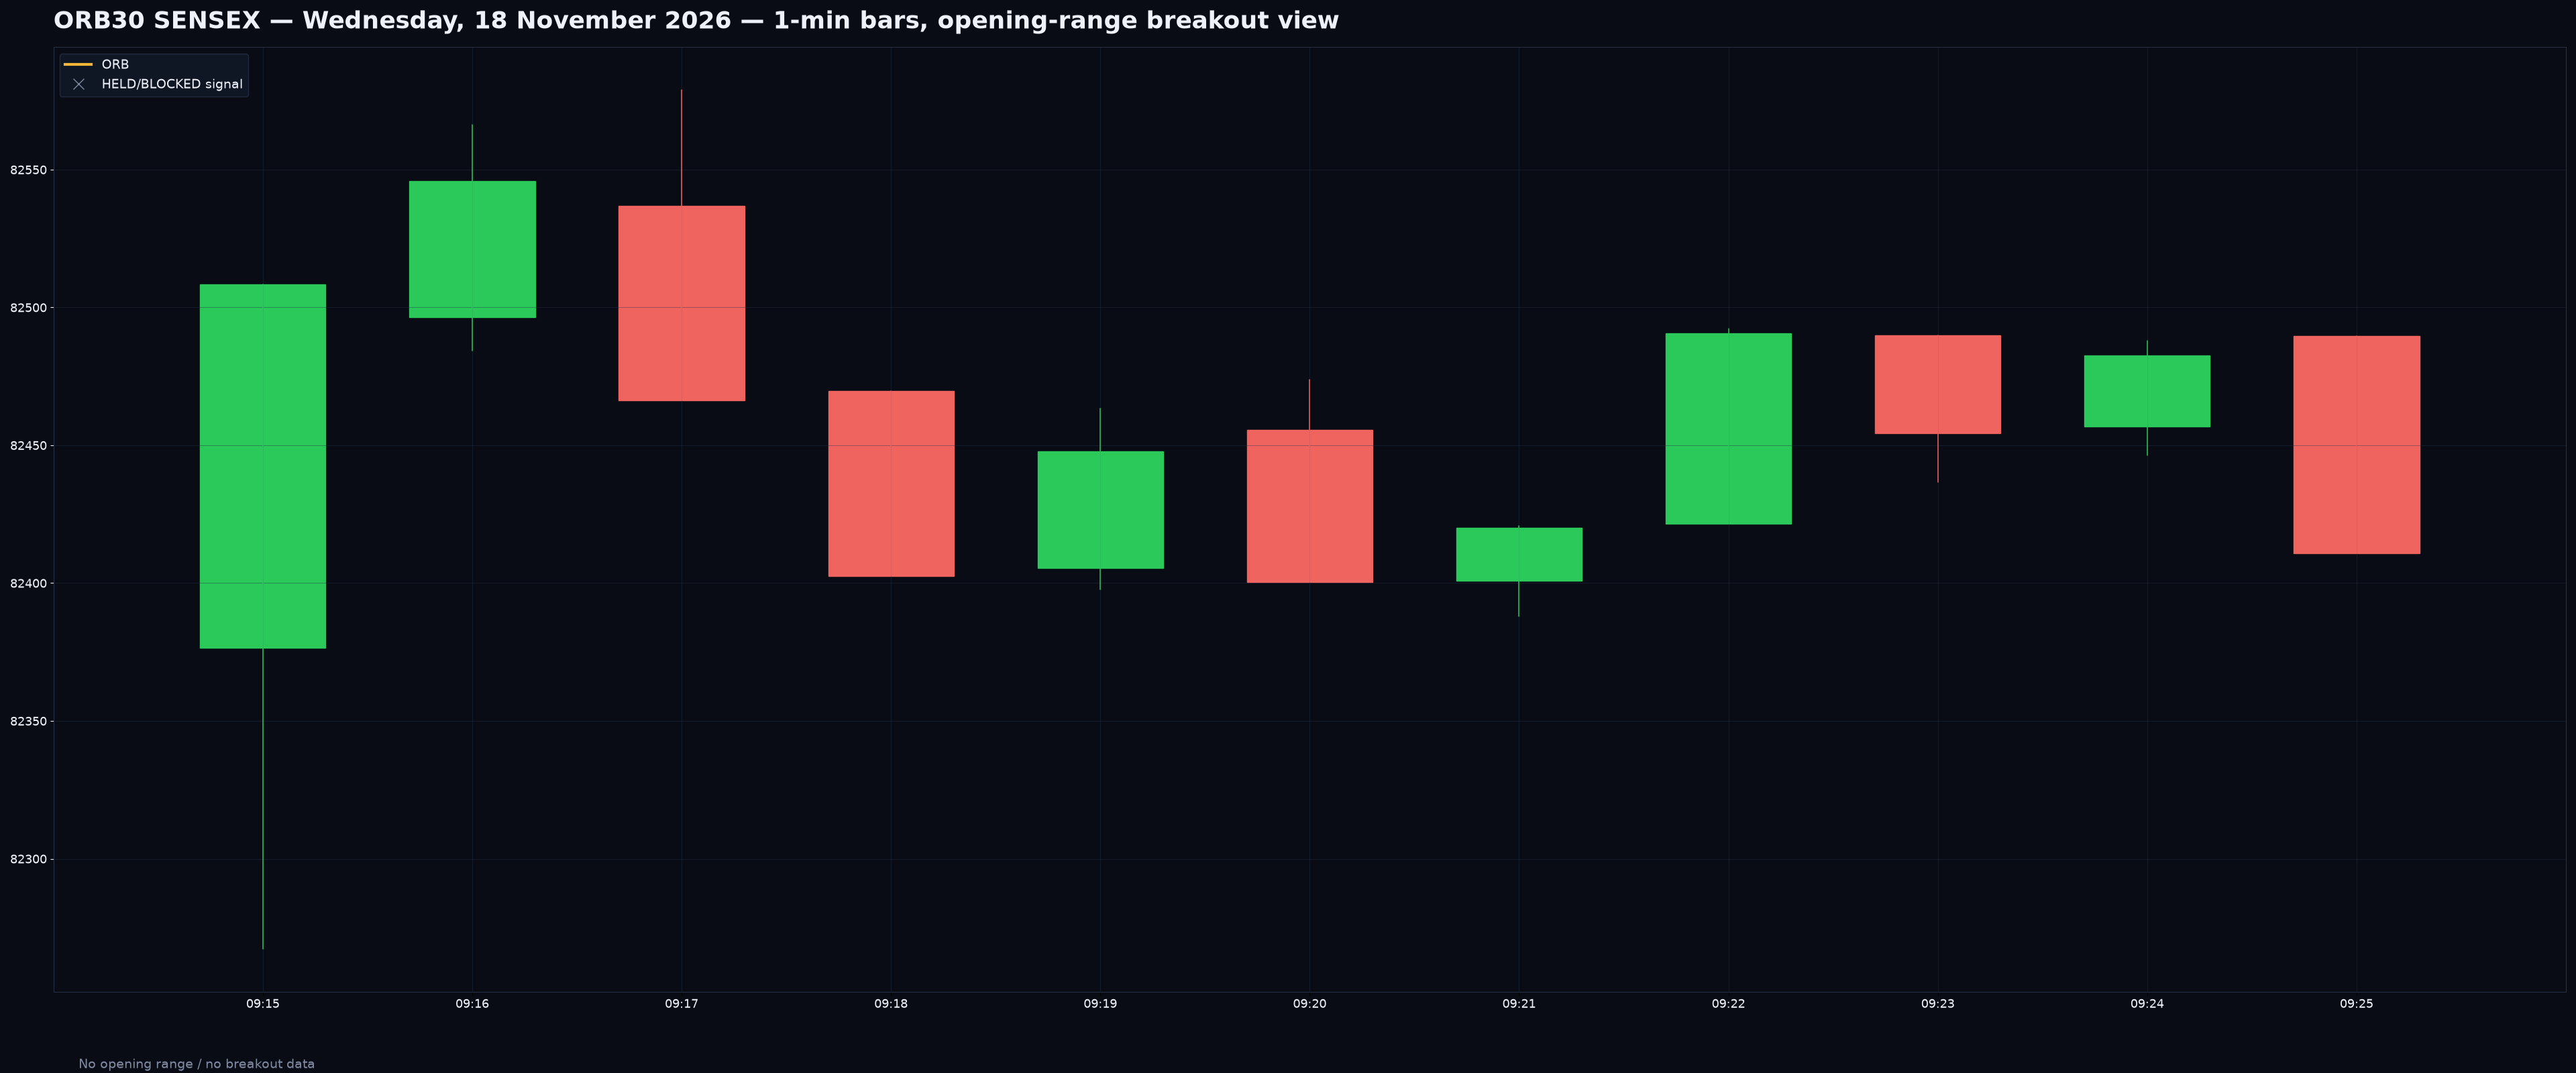 ORB30 SENSEX — Wednesday, 18 November 2026 — 1-min bars, opening-range breakout view
ORB
HELD/BLOCKED signal
82550
82500
82450
82400
82350
82300
09:15 09:16 09:17 09:18 09:19 09:20 09:21 09:22 09:23 09:24 09:25
No opening range / no breakout data